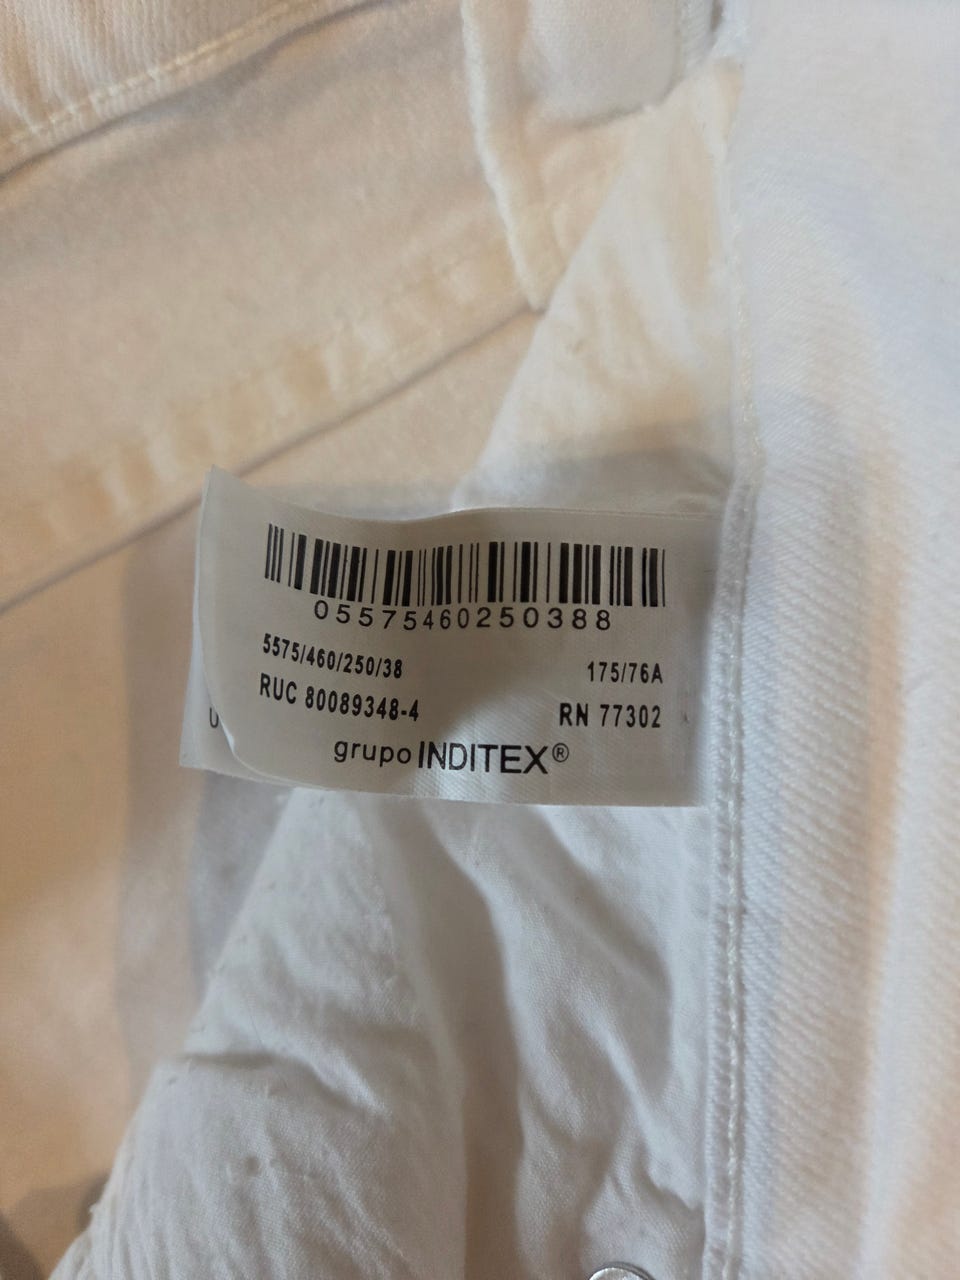 05575460250388
5575/460/250/38 175/76A
RUC 80089348-4 RN 77302
grupo INDITEX®